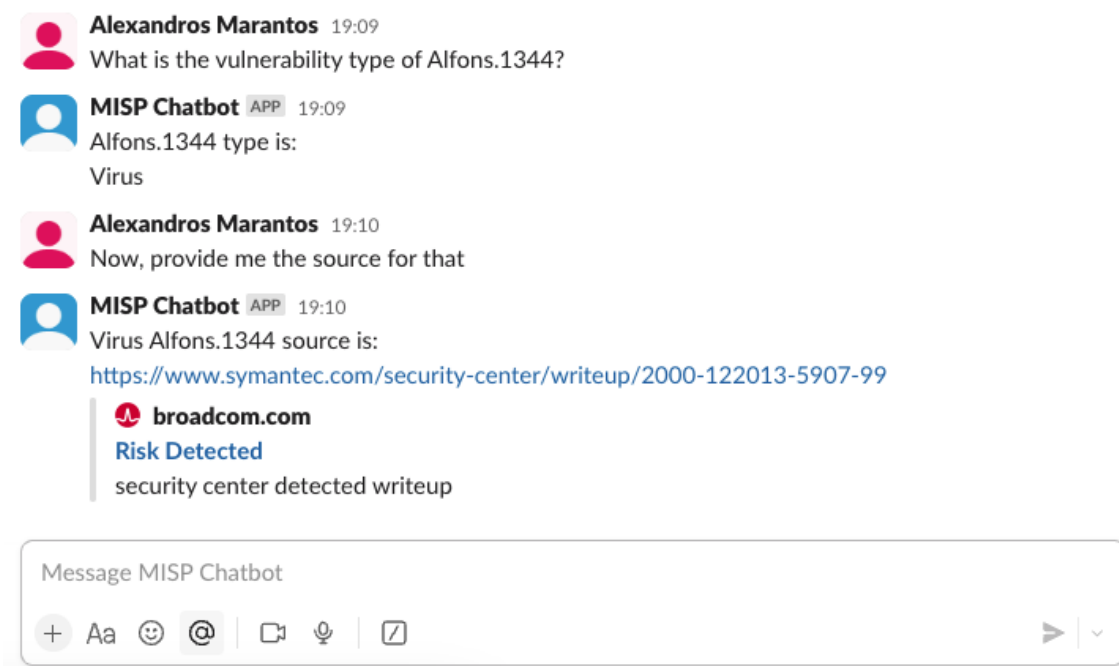 Alexandros Marantos 19:09
What is the vulnerability type of Alfons.1344?
MISP Chatbot APP 19:09
Alfons.1344 type is:
Virus
Alexandros Marantos 19:10
Now, provide me the source for that
MISP Chatbot APP 19:10
Virus Alfons.1344 source is:
https://www.symantec.com/security-center/writeup/2000-122013-5907-99
broadcom.com
Risk Detected
security center detected writeup
Message MISP Chatbot
Aa